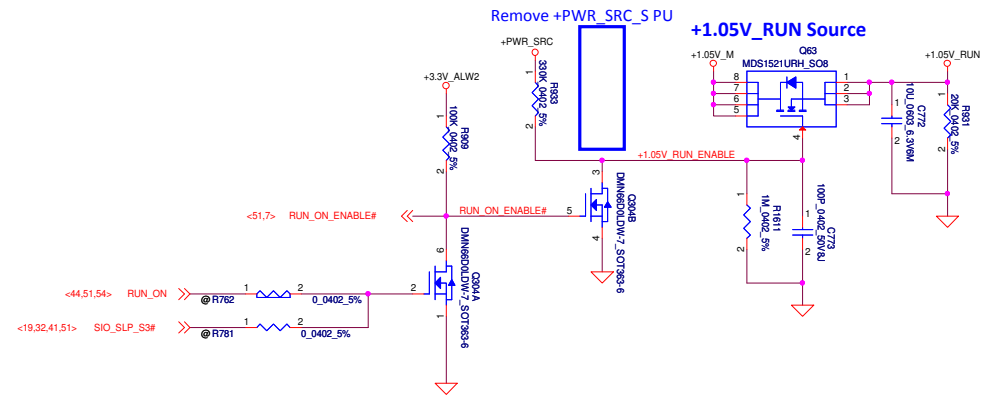 Remove +PWR_SRC_S PU
+1.05V_RUN Source
+PWR_SRC
+1.05V_M
Q63
MDS1521URH_SO8
+1.05V_RUN
+3.3V_ALW2
1
330K_0402_5%
R933
2
8
7
6
5
1
2
3
4
1
10U_0603_6.3V6M
C772
2
1
20K_0402_5%
R931
2
1
100K_0402_5%
R909
2
+1.05V_RUN_ENABLE
3
Q304B
DMN66D0LDW-7_SOT363-6
5
4
<51,7> RUN_ON_ENABLE#
RUN_ON_ENABLE#
1
R1611
1M_0402_5%
2
1
100P_0402_50V8J
C773
2
6
Q304A
DMN66D0LDW-7_SOT363-6
2
1
<44,51,54> RUN_ON
1
2
@ R762
0_0402_5%
<19,32,41,51> SIO_SLP_S3#
1
2
@ R781
0_0402_5%